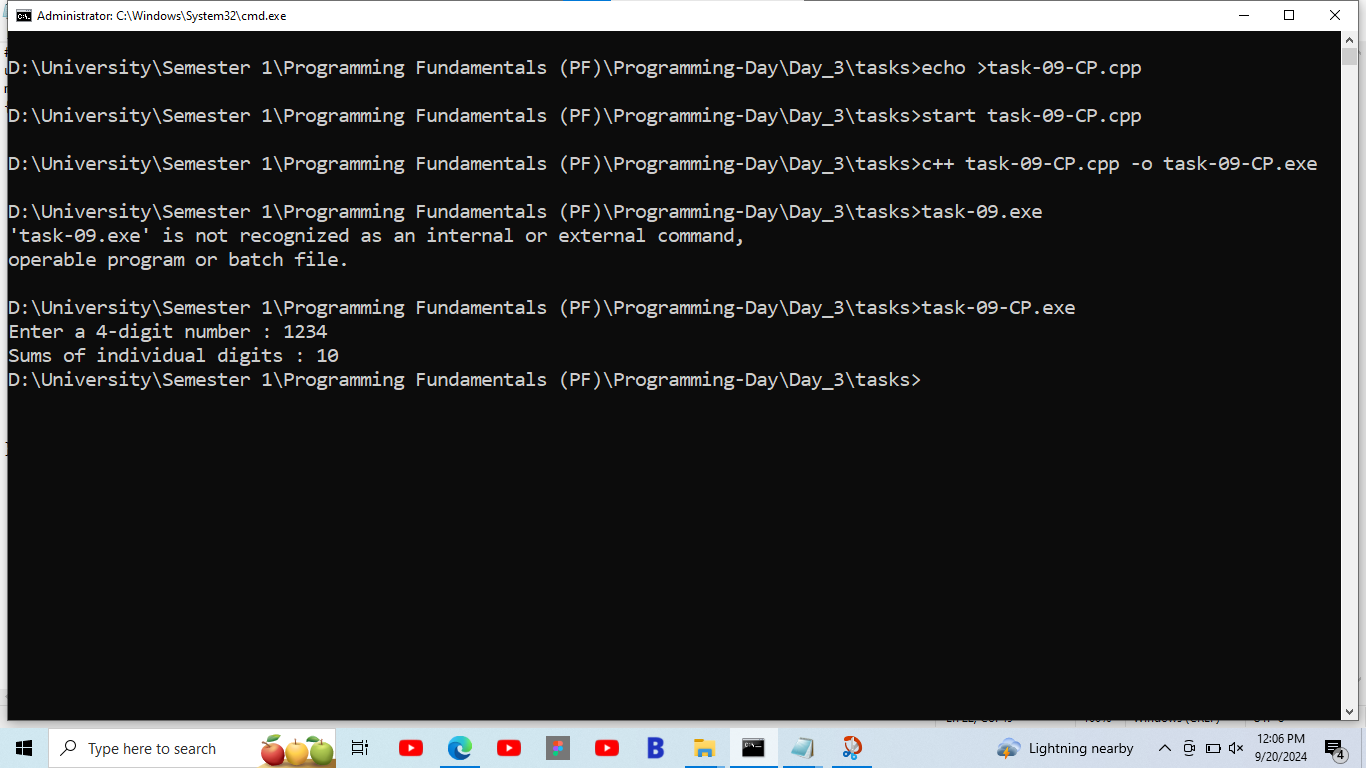 Administrator: C:\Windows\System32\cmd.exe
D:\University\Semester 1\Programming Fundamentals (PF)\Programming-Day\Day_3\tasks>echo >task-09-CP.cpp
D:\University\Semester 1\Programming Fundamentals (PF)\Programming-Day\Day_3\tasks>start task-09-CP.cpp
D:\University\Semester 1\Programming Fundamentals (PF)\Programming-Day\Day_3\tasks>c++ task-09-CP.cpp -o task-09-CP.exe
D:\University\Semester 1\Programming Fundamentals (PF)\Programming-Day\Day_3\tasks>task-09.exe
'task-09.exe' is not recognized as an internal or external command,
operable program or batch file.
D:\University\Semester 1\Programming Fundamentals (PF)\Programming-Day\Day_3\tasks>task-09-CP.exe
Enter a 4-digit number : 1234
Sums of individual digits : 10
D:\University\Semester 1\Programming Fundamentals (PF)\Programming-Day\Day_3\tasks>
Type here to search
B
Lightning nearby
12:06 PM
9/20/2024
4